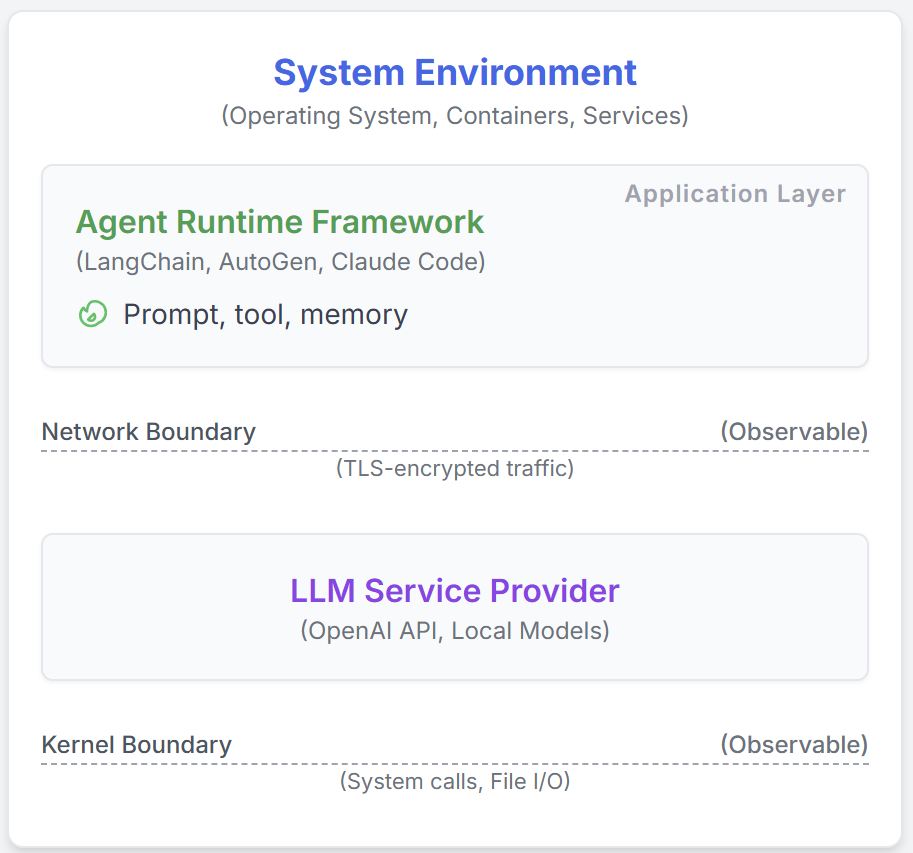 System Environment
(Operating System, Containers, Services)
Application Layer
Agent Runtime Framework
(LangChain, AutoGen, Claude Code)
Prompt, tool, memory
Network Boundary
(Observable)
(TLS-encrypted traffic)
LLM Service Provider
(OpenAI API, Local Models)
Kernel Boundary
(Observable)
(System calls, File I/O)